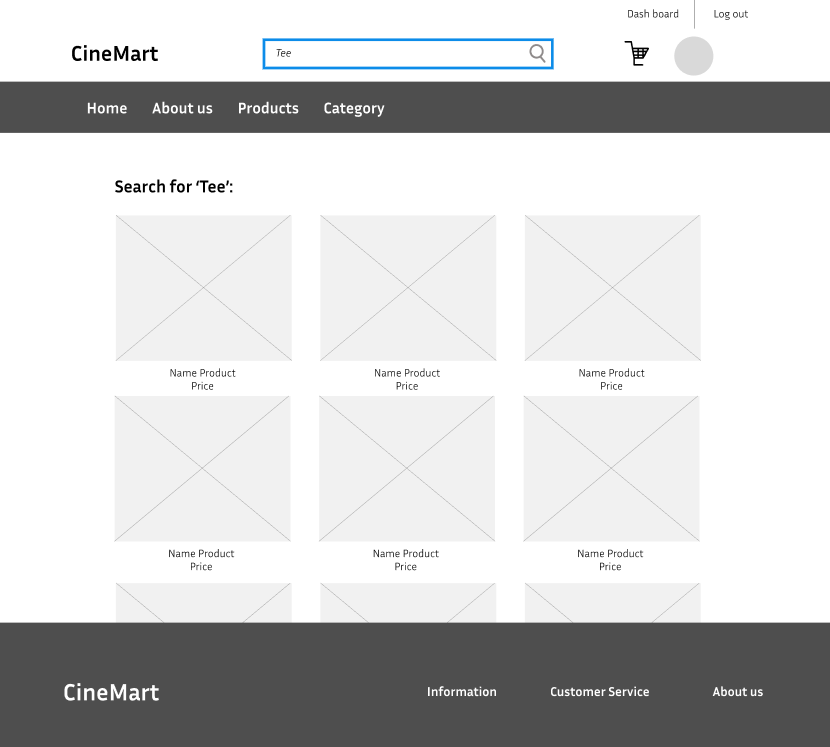 Dash board
Log out
CineMart
Tee
Home
About us
Products
Category
Search for ‘Tee’:
Name Product
Price
Name Product
Price
Name Product
Price
Name Product
Price
Name Product
Price
Name Product
Price
CineMart
Information
Customer Service
About us